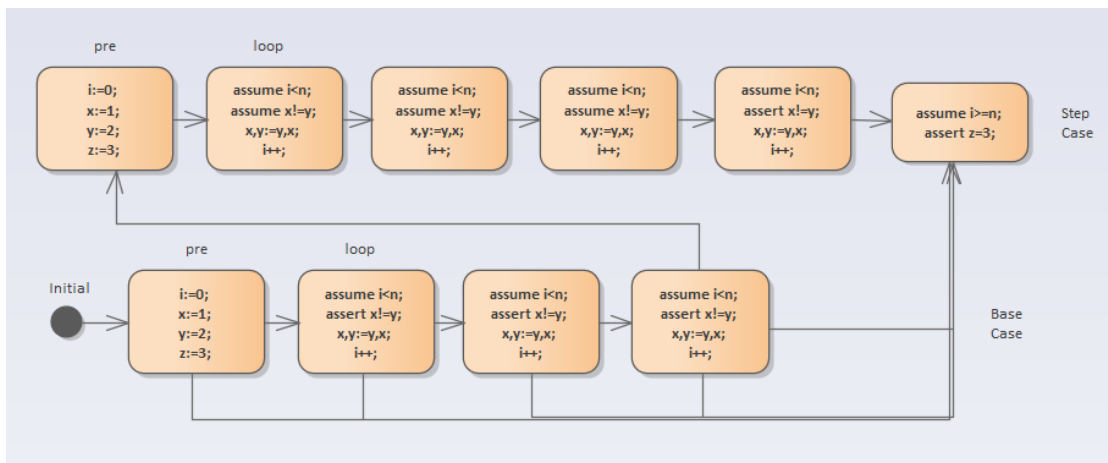 pre
loop
i:=0;
x:=1;
y:=2;
z:=3;
assume i<n;
assume x!=y;
x,y:=y,x;
i++;
assume i<n;
assume x!=y;
x,y:=y,x;
i++;
assume i<n;
assume x!=y;
x,y:=y,x;
i++;
assume i<n;
assert x!=y;
x,y:=y,x;
i++;
assume i>=n;
assert z=3;
Step
Case
pre
loop
Initial
i:=0;
x:=1;
y:=2;
z:=3;
assume i<n;
assert x!=y;
x,y:=y,x;
i++;
assume i<n;
assert x!=y;
x,y:=y,x;
i++;
assume i<n;
assert x!=y;
x,y:=y,x;
i++;
Base
Case